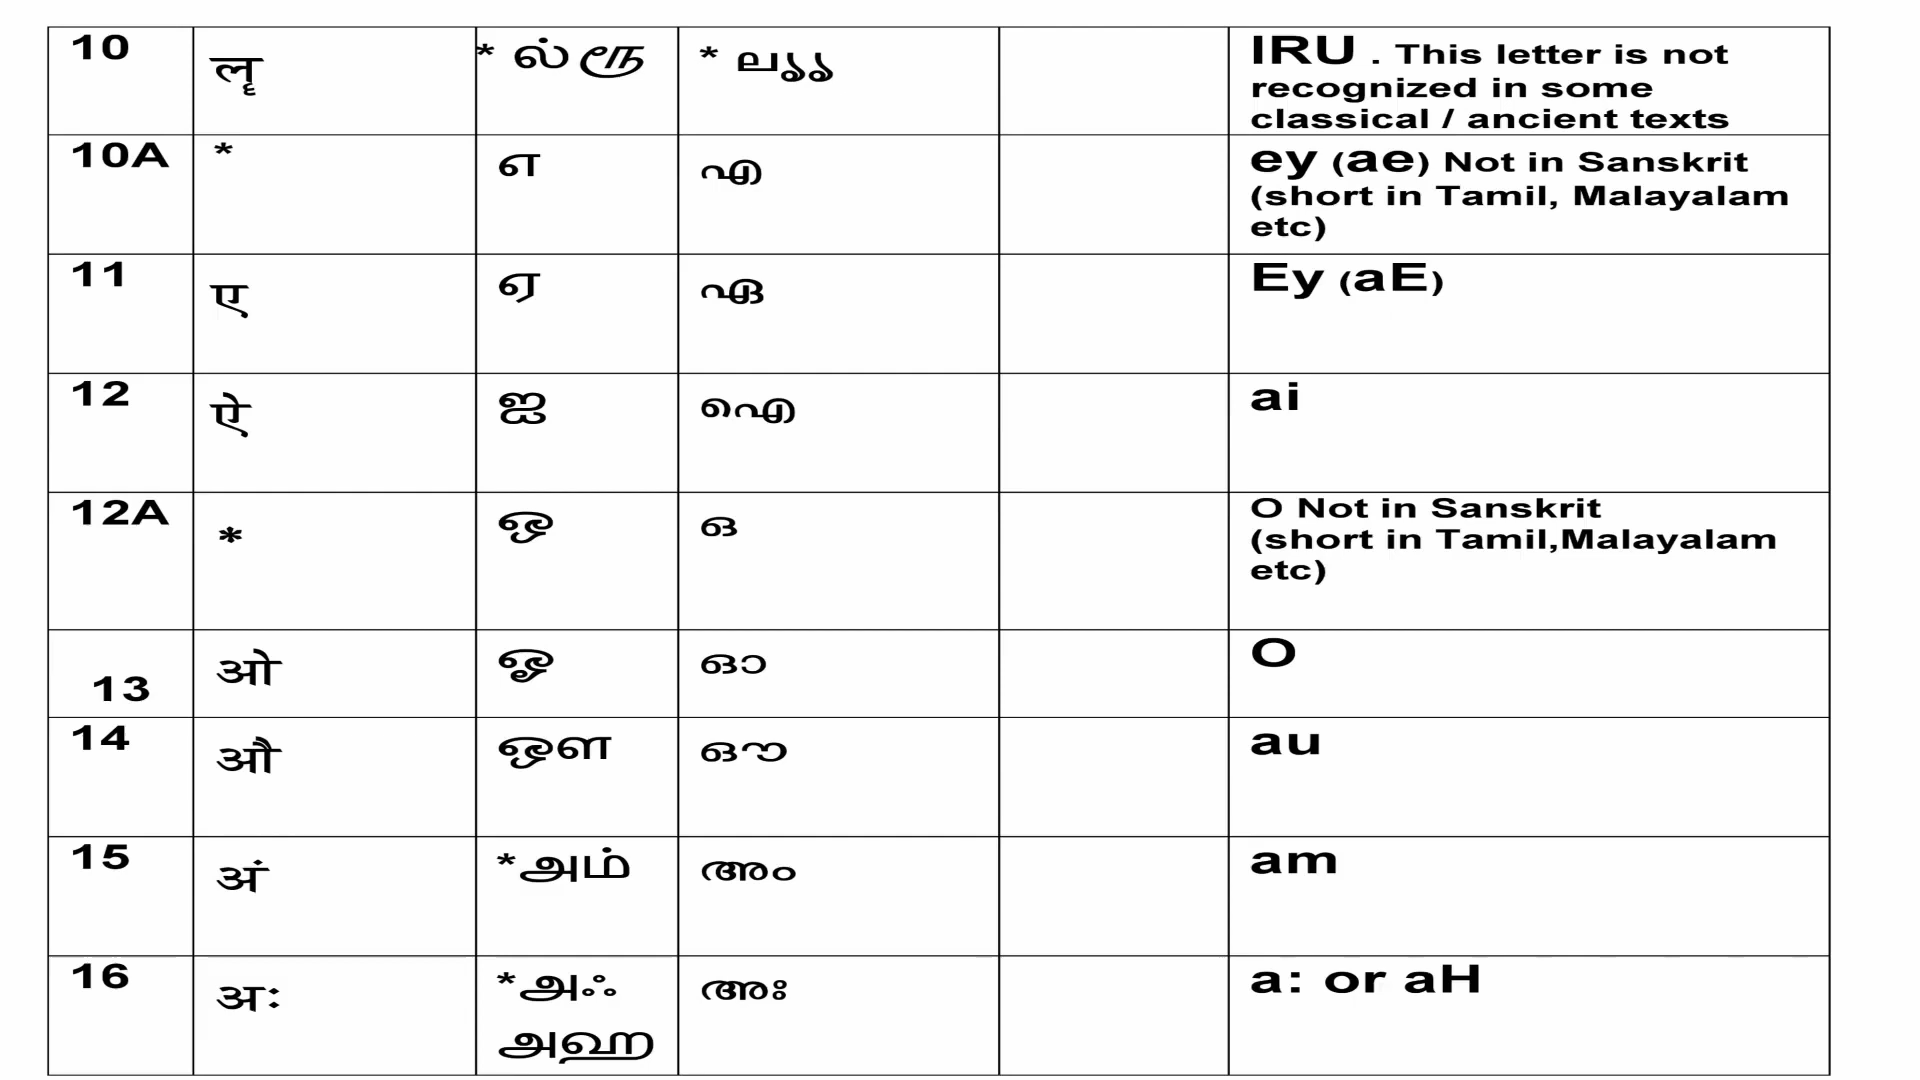 10 ऌ * ல்ரு * ലൃൃ IRU . This letter is not
recognized in some
classical / ancient texts
10A * எ എ ey (ae) Not in Sanskrit
(short in Tamil, Malayalam
etc)
11 ए ஏ ഏ Ey (aE)
12 ऐ ஐ ഐ ai
12A * ஒ ഒ O Not in Sanskrit
(short in Tamil,Malayalam
etc)
13 ओ ஓ ഓ O
14 औ ஔ ഔ au
15 अं *அம் അം am
16 अः *அஃ അഃ a: or aH
அஹ